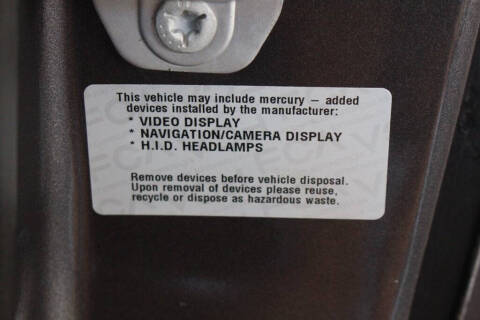 This vehicle may include mercury – added
devices installed by the manufacturer:
* VIDEO DISPLAY
* NAVIGATION/CAMERA DISPLAY
* H.I.D. HEADLAMPS
Remove devices before vehicle disposal.
Upon removal of devices please reuse,
recycle or dispose as hazardous waste.